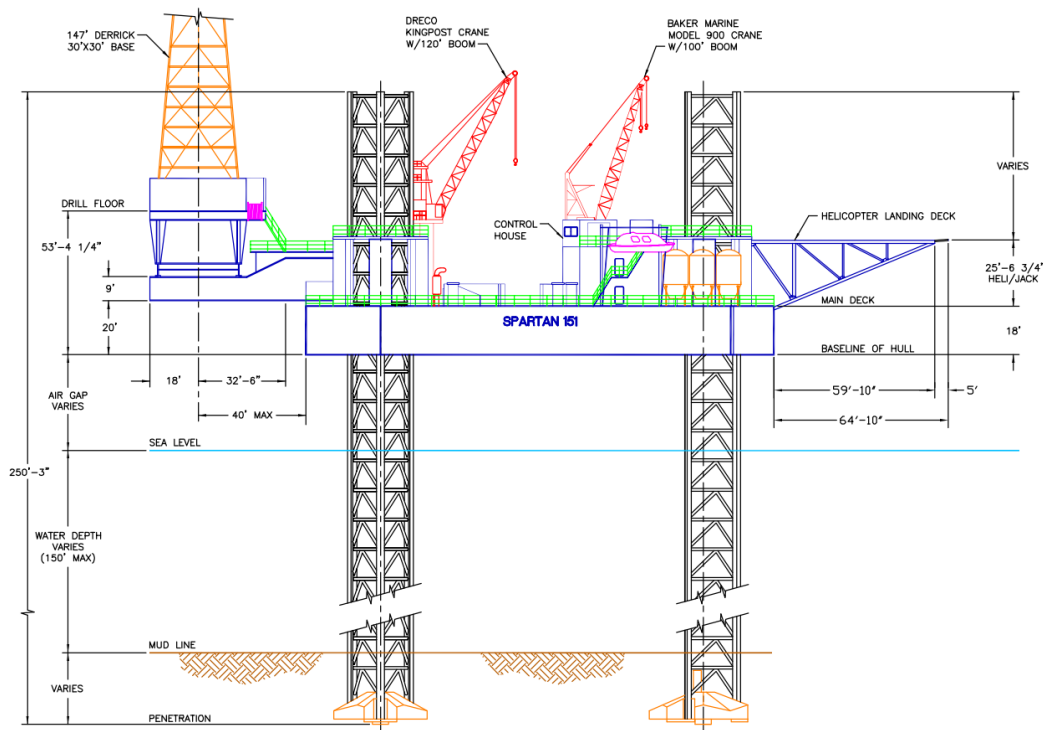 147' DERRICK
30'X30' BASE
DRECO
KINGPOST CRANE
W/120' BOOM
BAKER MARINE
MODEL 900 CRANE
W/100' BOOM
VARIES
DRILL FLOOR
HELICOPTER LANDING DECK
CONTROL
HOUSE
53'-4 1/4"
25'-6 3/4'
HELI/JACK
9'
MAIN DECK
20'
SPARTAN 151
18'
BASELINE OF HULL
18'
32'-6"
59'-10"
5'
AIR GAP
VARIES
40' MAX
64'-10"
SEA LEVEL
250'-3"
WATER DEPTH
VARIES
(150' MAX)
MUD LINE
VARIES
PENETRATION